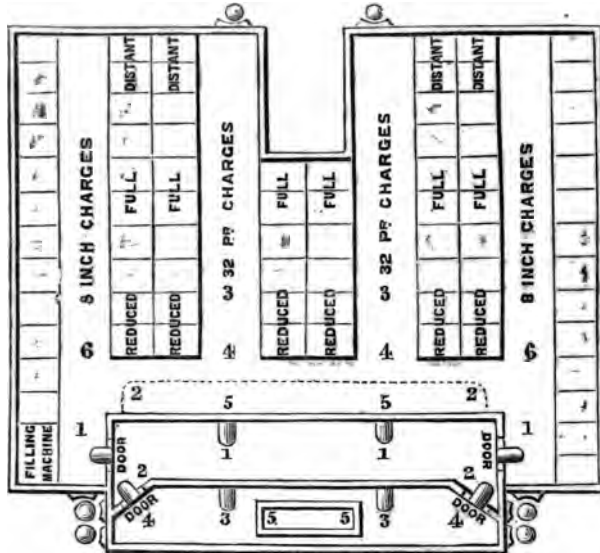 DISTANT
DISTANT
DISTANT
DISTANT
8 INCH CHARGES
FULL
FULL
32 PR CHARGES
FULL
FULL
32 PR CHARGES
FULL
FULL
8 INCH CHARGES
3
3
REDUCED
REDUCED
REDUCED
REDUCED
REDUCED
REDUCED
6
4
4
6
2
5
5
2
1
1
FILLING
MACHINE
DOOR
1
1
DOOR
2
2
DOOR
4
3
5
5
3
4
DOOR